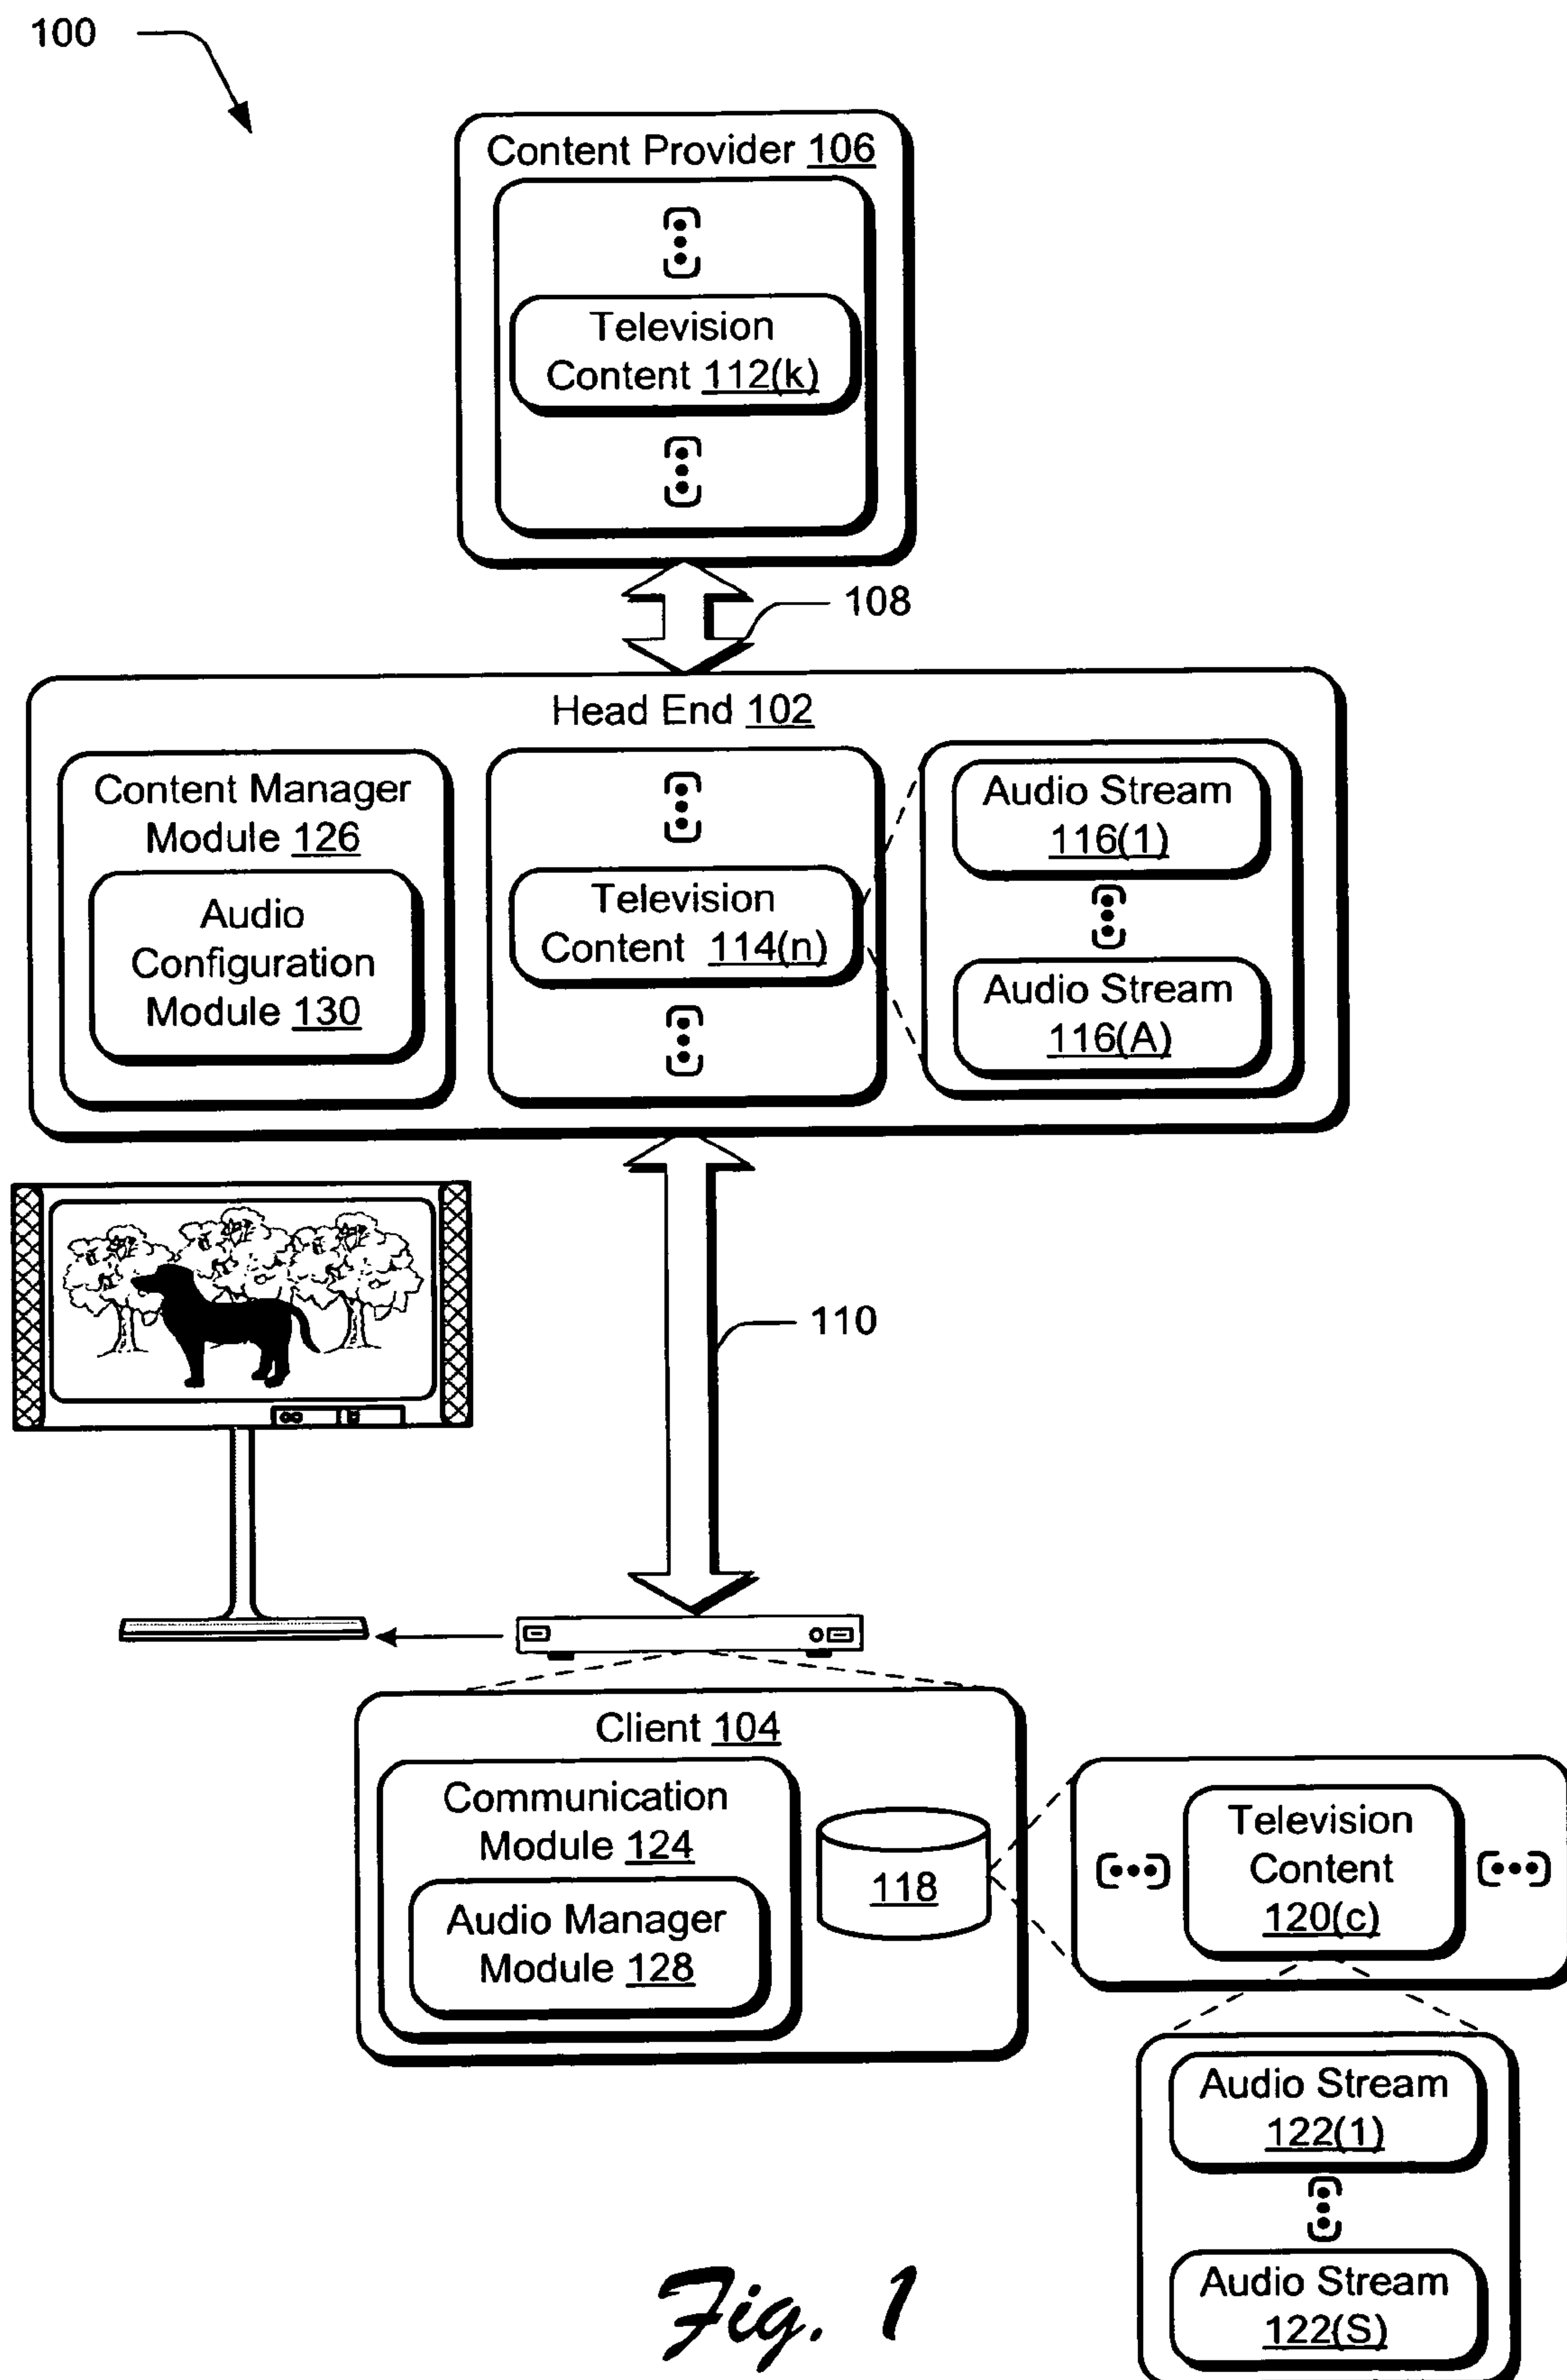 100
Content Provider 106
Television
Content 112(k)
108
Head End 102
Content Manager
Module 126
Audio
Configuration
Module 130
Television
Content 114(n)
Audio Stream
116(1)
Audio Stream
116(A)
110
Client 104
Communication
Module 124
Audio Manager
Module 128
118
Television
Content
120(c)
Audio Stream
122(1)
Audio Stream
122(S)
Fig. 1